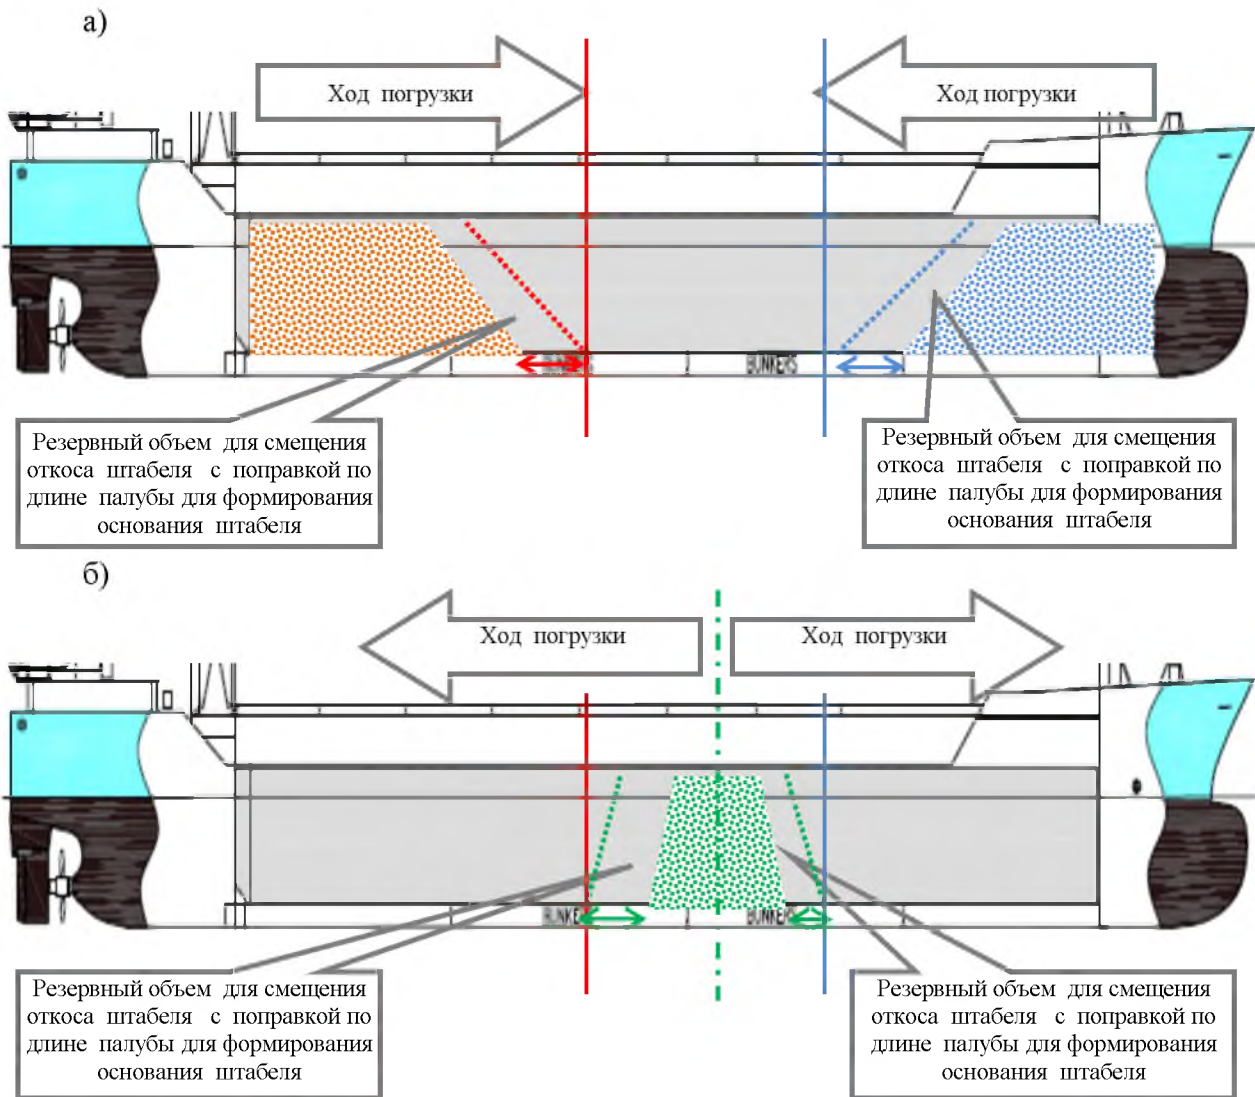 а)
Ход погрузки
Ход погрузки
BUNKERS
Резервный объем для смещения
откоса штабеля с поправкой по
длине палубы для формирования
основания штабеля
Резервный объем для смещения
откоса штабеля с поправкой по
длине палубы для формирования
основания штабеля
б)
Ход погрузки
Ход погрузки
Резервный объем для смещения
откоса штабеля с поправкой по
длине палубы для формирования
основания штабеля
Резервный объем для смещения
откоса штабеля с поправкой по
длине палубы для формирования
основания штабеля